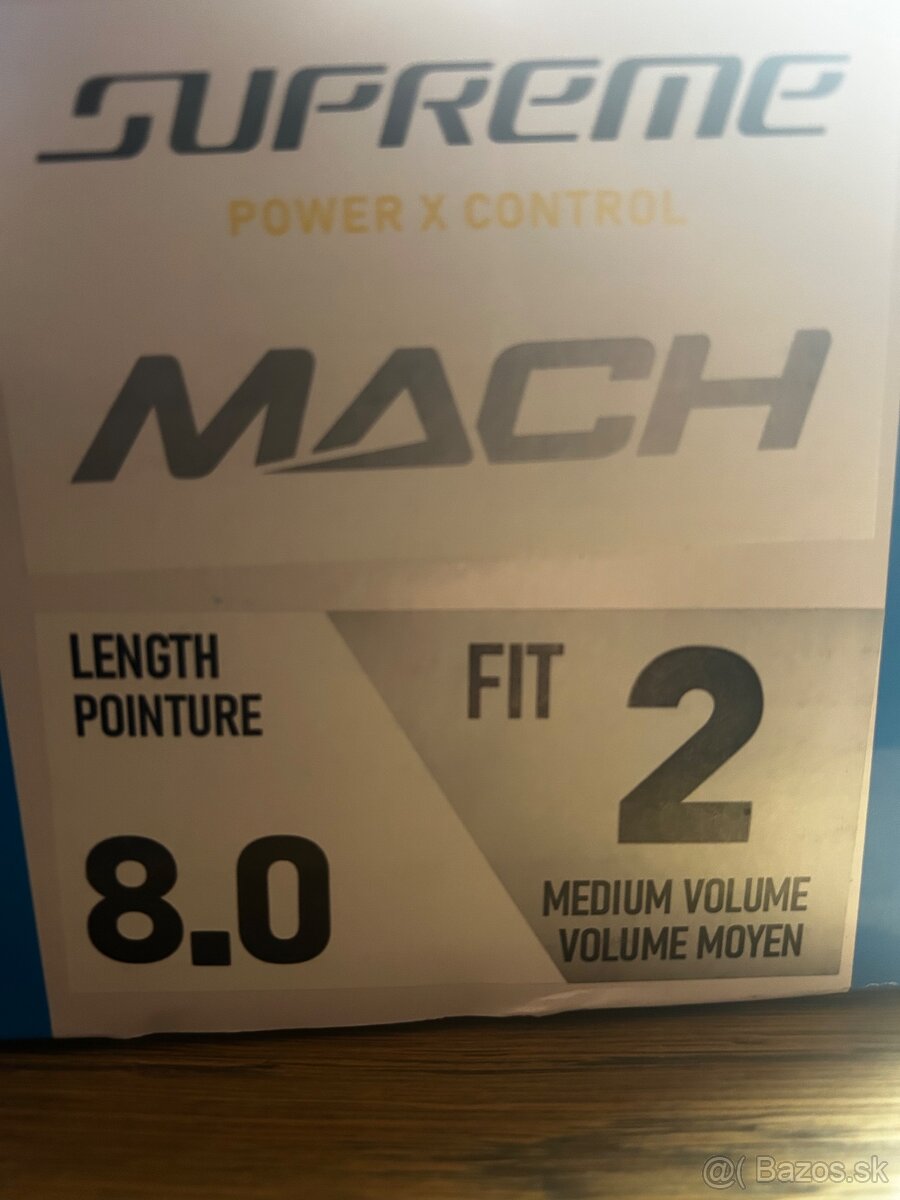 SUPREME
POWER X CONTROL
MACH
LENGTH
POINTURE
8.0
FIT 2
MEDIUM VOLUME
VOLUME MOYEN
@( Bazos.sk